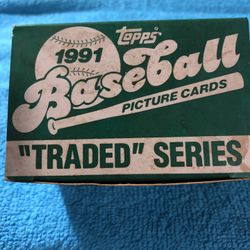 Topps
1991
Baseball
PICTURE CARDS
"TRADED" SERIES